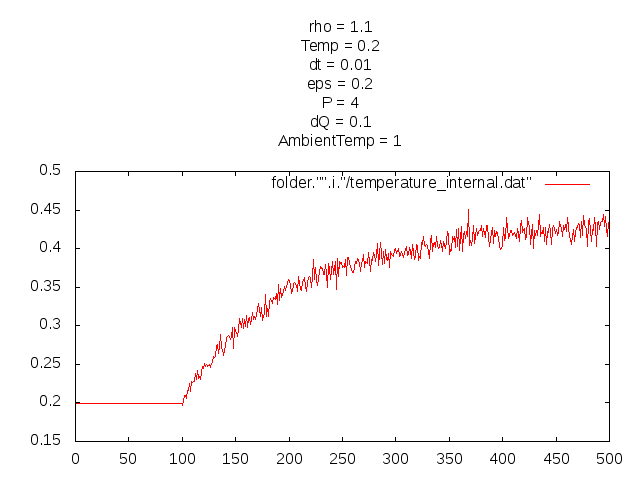 rho = 1.1
Temp = 0.2
dt = 0.01
eps = 0.2
P = 4
dQ = 0.1
AmbientTemp = 1
folder."".i."/temperature_internal.dat"
0.5
0.45
0.4
0.35
0.3
0.25
0.2
0.15
0 50 100 150 200 250 300 350 400 450 500